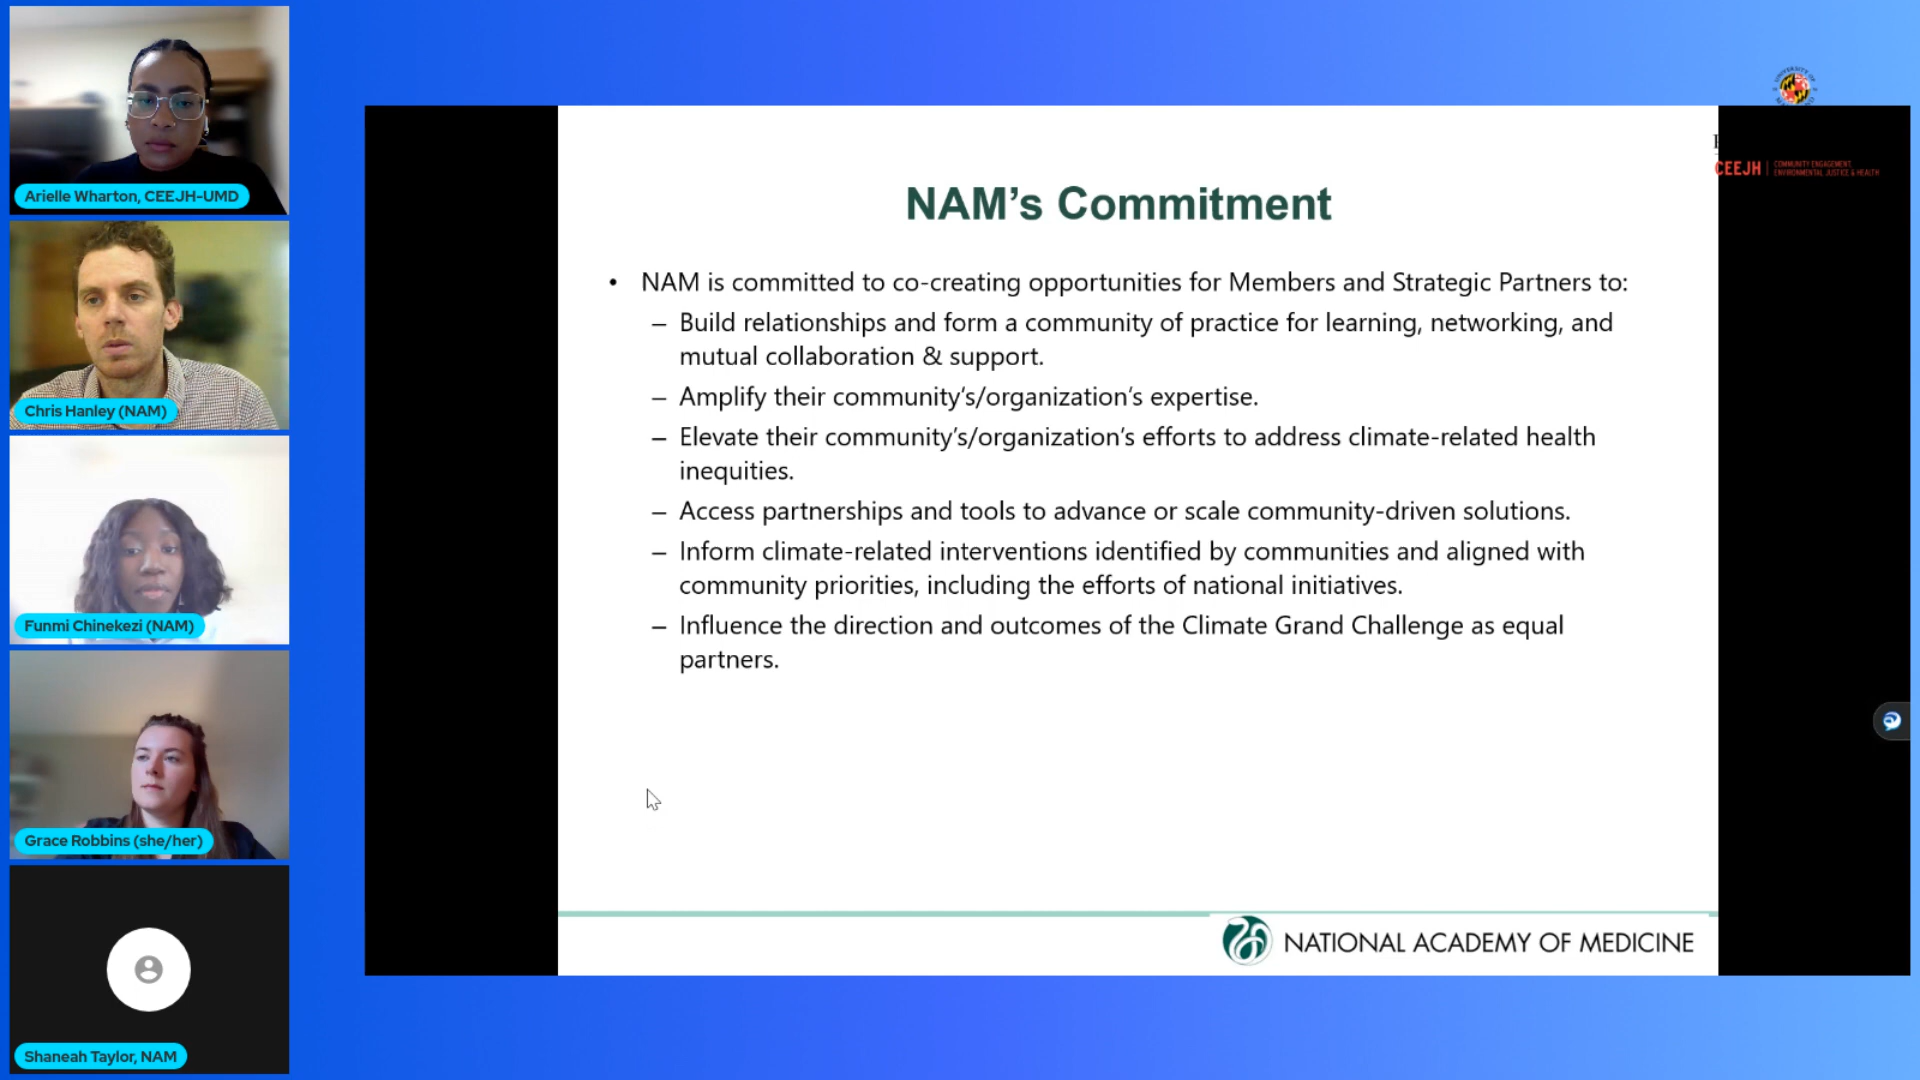 Arielle Wharton, CEEJH-UMD
Chris Hanley (NAM)
Funmi Chinekezi (NAM)
Grace Robbins (she/her)
Shaneah Taylor, NAM
UNIVERSITY OF
CEEJH
COMMUNITY ENGAGEMENT,
ENVIRONMENTAL JUSTICE & HEALTH
NAM’s Commitment
• NAM is committed to co-creating opportunities for Members and Strategic Partners to:
– Build relationships and form a community of practice for learning, networking, and
mutual collaboration & support.
– Amplify their community’s/organization’s expertise.
– Elevate their community’s/organization’s efforts to address climate-related health
inequities.
– Access partnerships and tools to advance or scale community-driven solutions.
– Inform climate-related interventions identified by communities and aligned with
community priorities, including the efforts of national initiatives.
– Influence the direction and outcomes of the Climate Grand Challenge as equal
partners.
NATIONAL ACADEMY OF MEDICINE